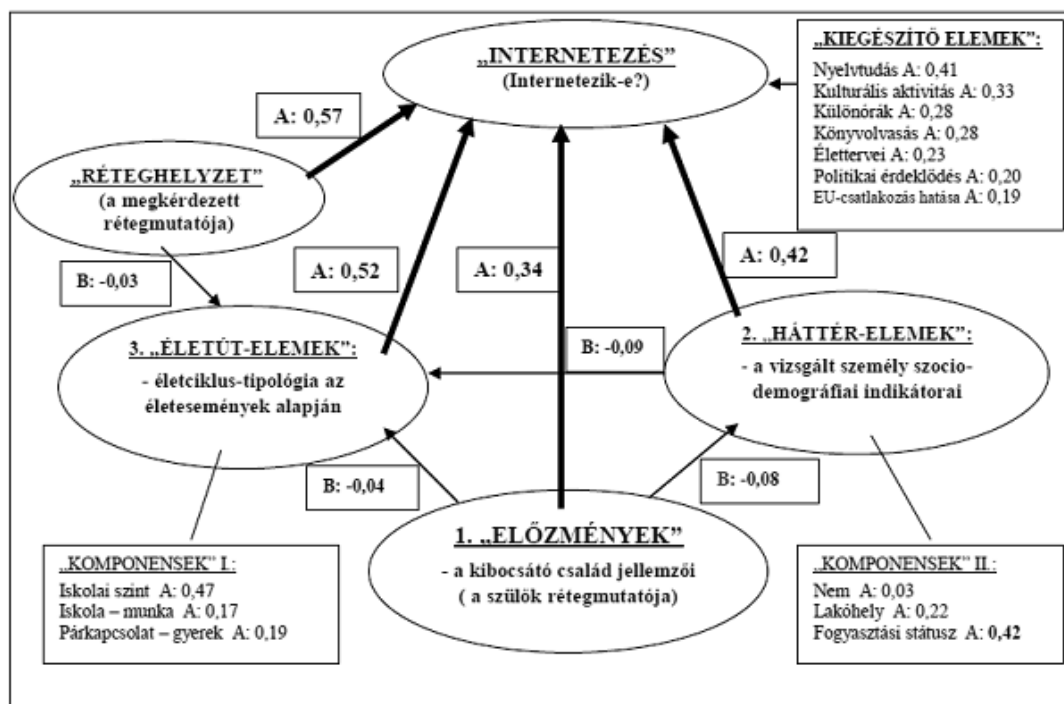 „INTERNETEZÉS”
(Internetezik-e?)
„KIEGÉSZÍTŐ ELEMEK”:
Nyelvtudás A: 0,41
Kulturális aktivitás A: 0,33
Különórák A: 0,28
Könyvolvasás A: 0,28
Élettervei A: 0,23
Politikai érdeklődés A: 0,20
EU-csatlakozás hatása A: 0,19
A: 0,57
„RÉTEGHELYZET”
(a megkérdezett
rétegmutatója)
B: -0,03
A: 0,52
A: 0,34
A: 0,42
3. „ÉLETÚT-ELEMEK”:
- életciklus-tipológia az
életesemények alapján
B: -0,09
2. „HÁTTÉR-ELEMEK”:
- a vizsgált személy szocio-
demográfiai indikátorai
B: -0,04
B: -0,08
1. „ELŐZMÉNYEK”
- a kibocsátó család jellemzői
( a szülők rétegmutatója)
„KOMPONENSEK” I.:
Iskolai szint A: 0,47
Iskola – munka A: 0,17
Párkapcsolat – gyerek A: 0,19
„KOMPONENSEK” II.:
Nem A: 0,03
Lakóhely A: 0,22
Fogyasztási státusz A: 0,42